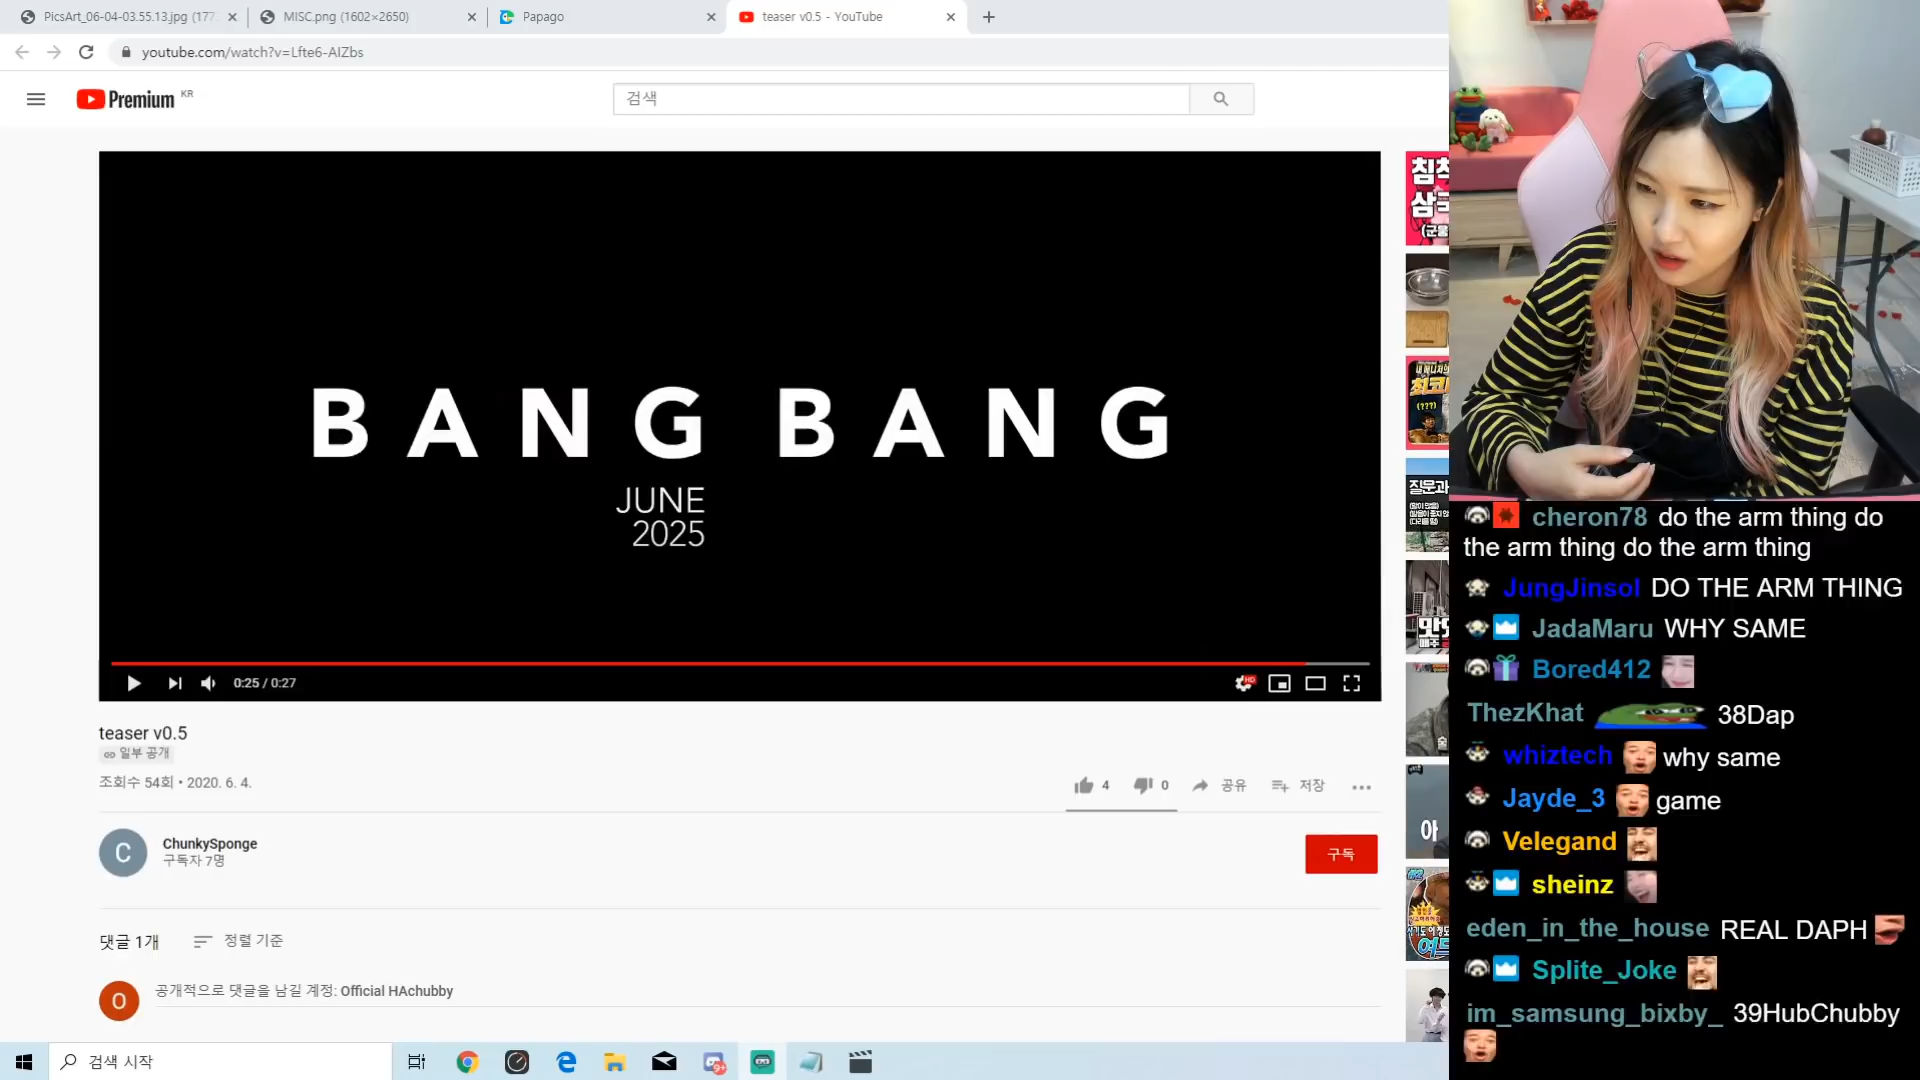 PicsArt_06-04-03.55.13.jpg (177
MISC.png (1602×2650)
Papago
teaser v0.5 - YouTube
youtube.com/watch?v=Lfte6-AIZbs
Premium KR
검색
BANG BANG
JUNE
2025
0:25 / 0:27
HD
teaser v0.5
일부 공개
조회수 54회 • 2020. 6. 4.
4
0
공유
저장
C
ChunkySponge
구독자 7명
구독
댓글 1개
정렬 기준
O
공개적으로 댓글을 남길 계정: Official HAchubby
검색 시작
9+
질문과
(???)
아
cheron78 do the arm thing do
the arm thing do the arm thing
JungJinsol DO THE ARM THING
JadaMaru WHY SAME
Bored412
ThezKhat 38Dap
whiztech why same
Jayde_3 game
Velegand
sheinz
eden_in_the_house REAL DAPH
Splite_Joke
im_samsung_bixby_ 39HubChubby